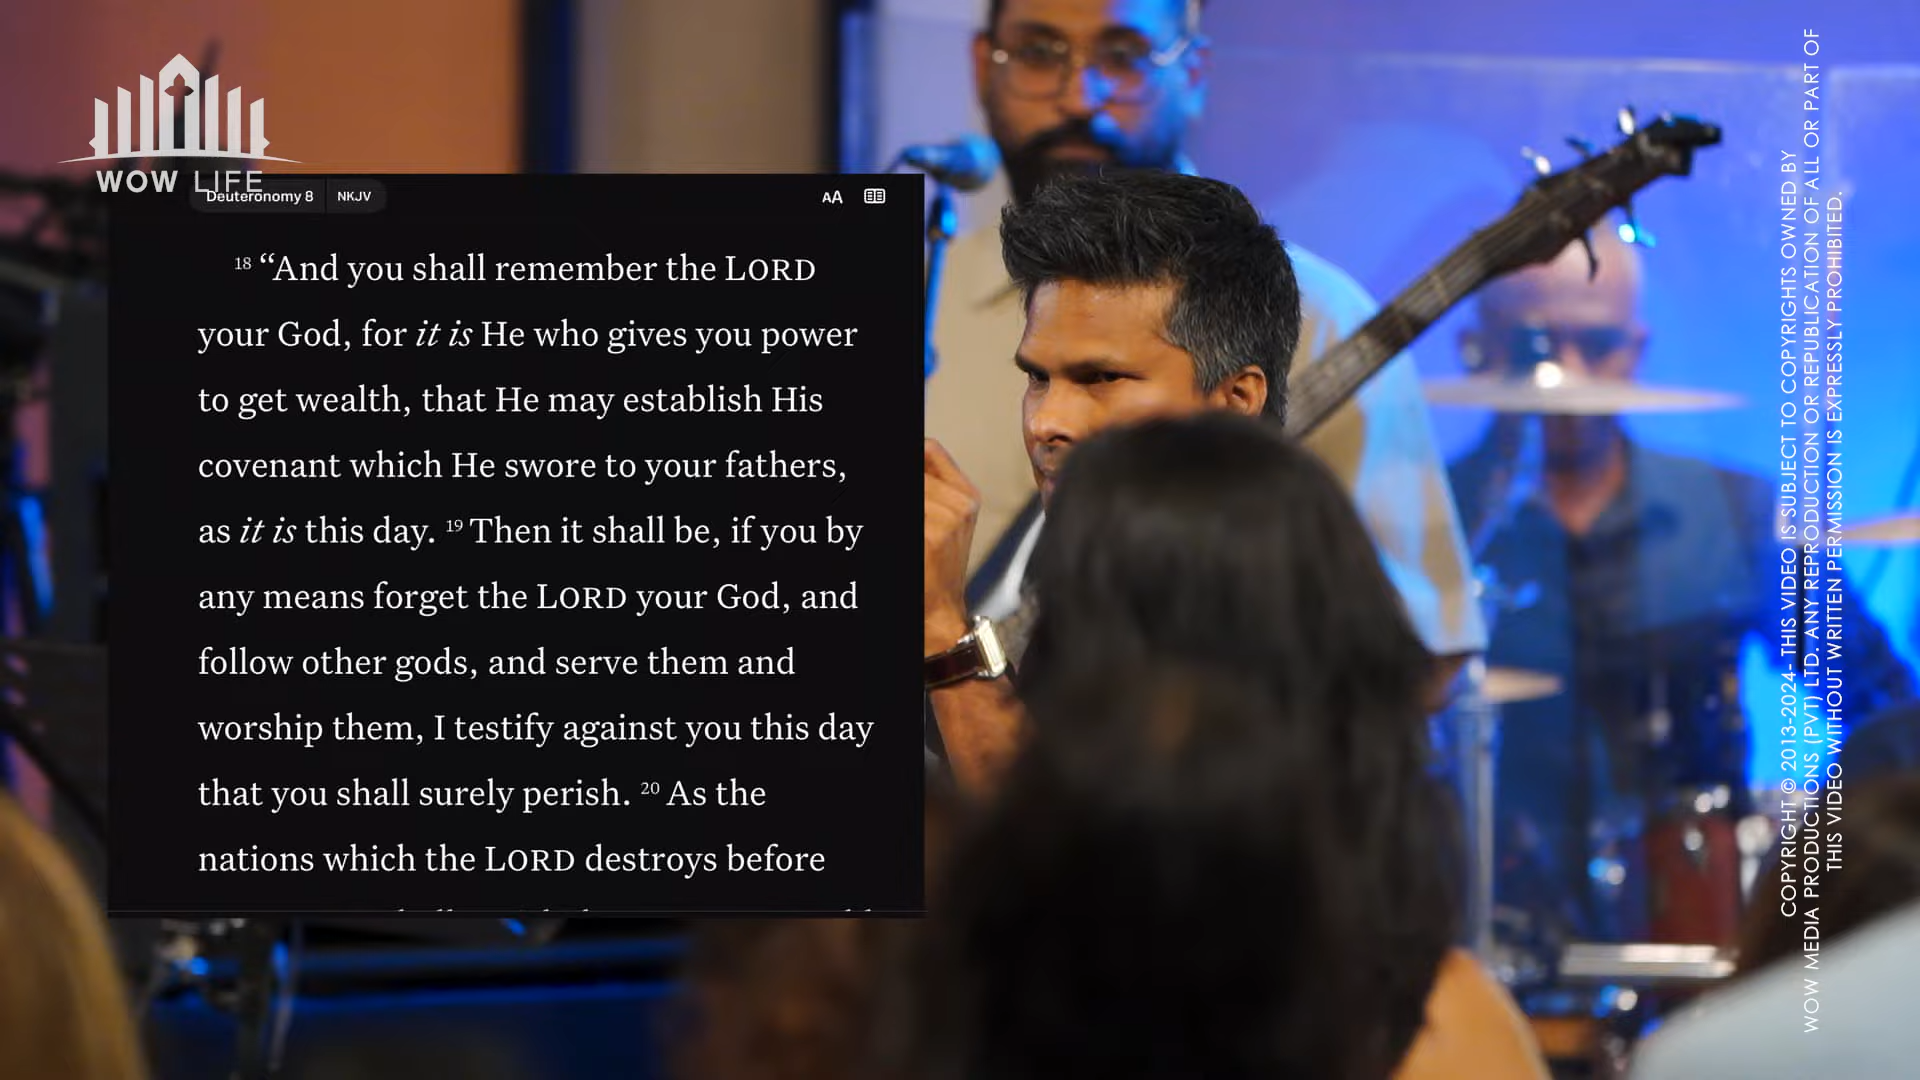 WOW LIFE
Deuteronomy 8 NKJV AA
18 “And you shall remember the LORD
your God, for it is He who gives you power
to get wealth, that He may establish His
covenant which He swore to your fathers,
as it is this day. 19 Then it shall be, if you by
any means forget the LORD your God, and
follow other gods, and serve them and
worship them, I testify against you this day
that you shall surely perish. 20 As the
nations which the LORD destroys before
COPYRIGHT © 2013-2024- THIS VIDEO IS SUBJECT TO COPYRIGHTS OWNED BY
WOW MEDIA PRODUCTIONS (PVT) LTD. ANY REPRODUCTION OR REPUBLICATION OF ALL OR PART OF
THIS VIDEO WITHOUT WRITTEN PERMISSION IS EXPRESSLY PROHIBITED.